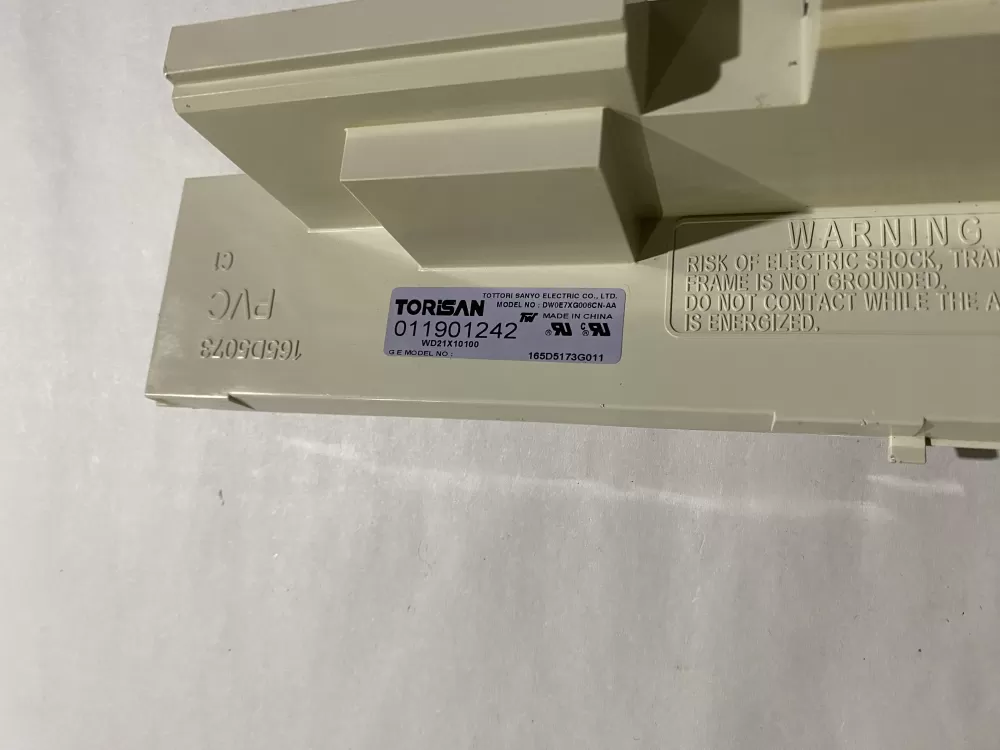 WARNING
RISK OF ELECTRIC SHOCK, TRAN
FRAME IS NOT GROUNDED.
DO NOT CONTACT WHILE THE A
IS ENERGIZED.
TORiSAN
TOTTORI SANYO ELECTRIC CO., LTD.
MODEL NO : DW0E7XG006CN-AA
MADE IN CHINA
011901242
WD21X10100
G E MODEL NO :
165D5173G011
C1
PVC
165D5073